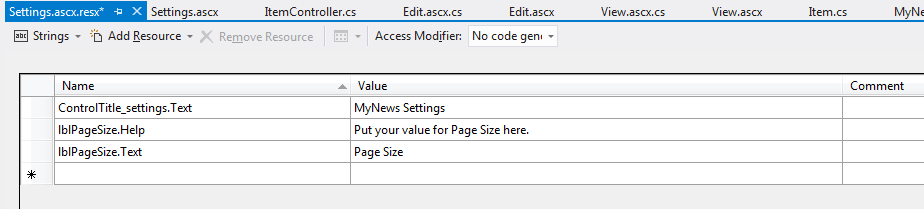 Settings.ascx.resx* Settings.ascx ItemController.cs Edit.ascx.cs Edit.ascx View.ascx.cs View.ascx Item.cs
abc Strings Add Resource Remove Resource Access Modifier: No code
Name Value Comment
ControlTitle_settings.Text MyNews Settings
lblPageSize.Help Put your value for Page Size here.
lblPageSize.Text Page Size